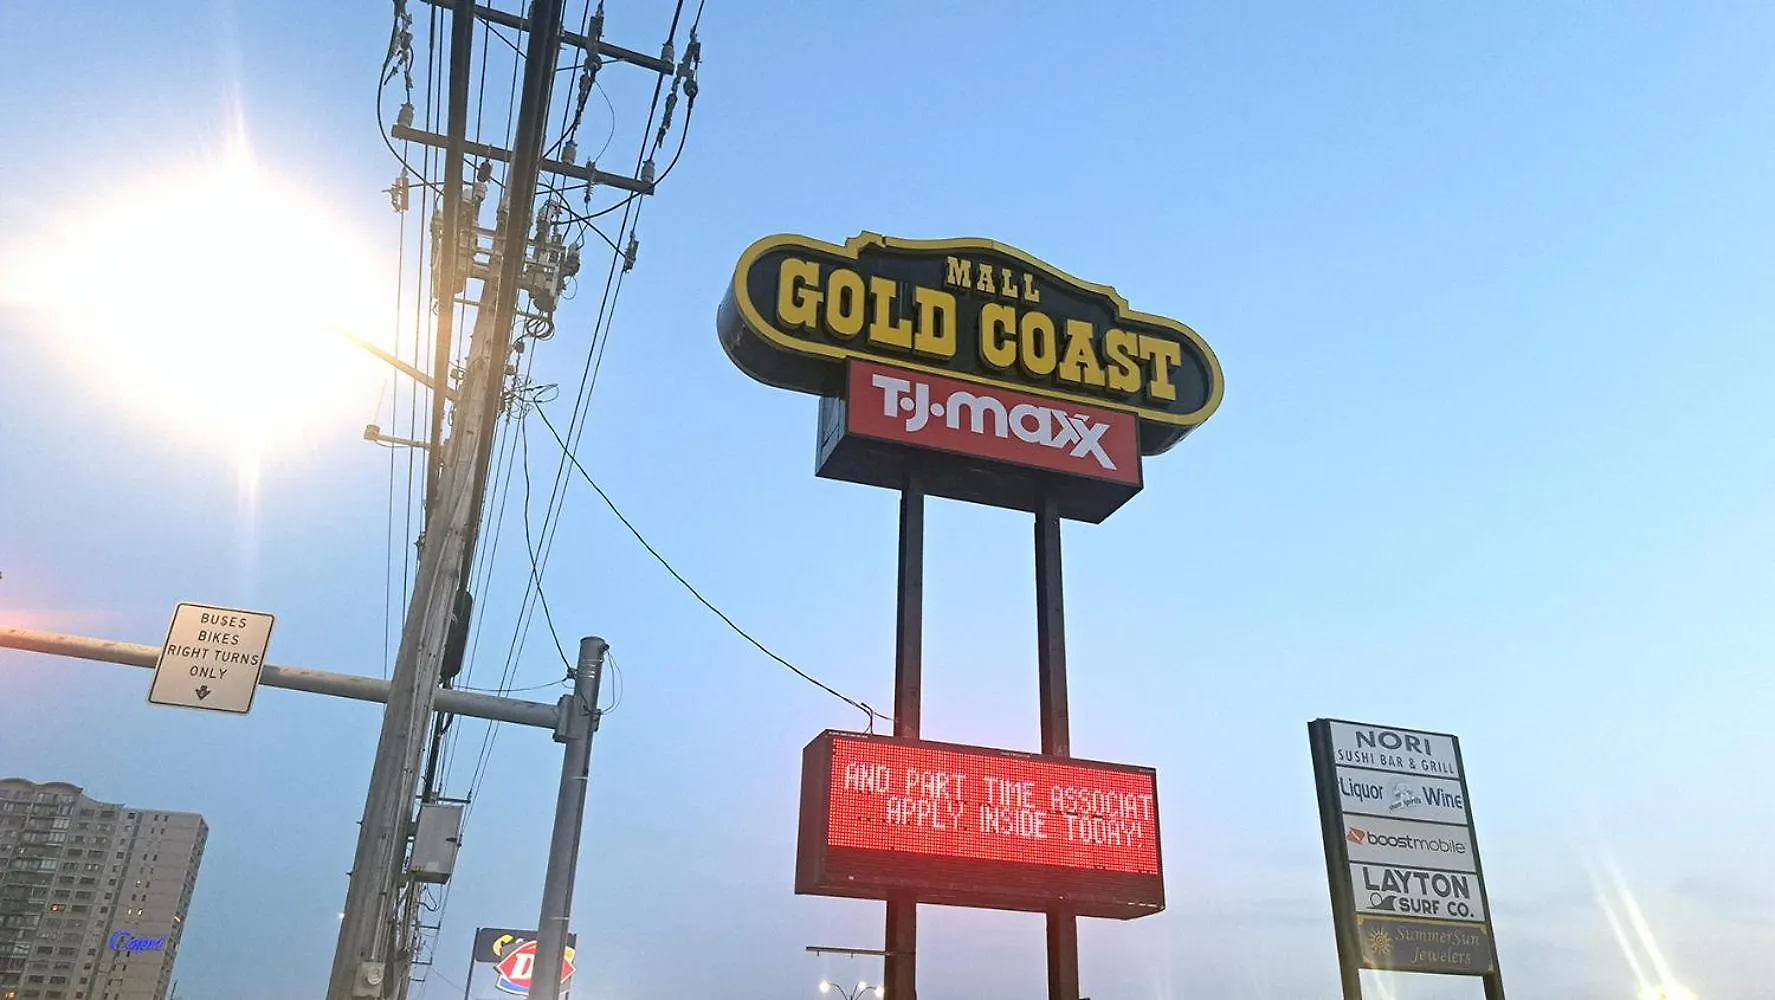 MALL
GOLD COAST
T.J.maxx
AND PART TIME ASSOCIAT
APPLY INSIDE TODAY!
BUSES
BIKES
RIGHT TURNS
ONLY
NORI
SUSHI BAR & GRILL
Liquor Wine
boostmobile
LAYTON
SURF CO.
SummerSun
Jewelers